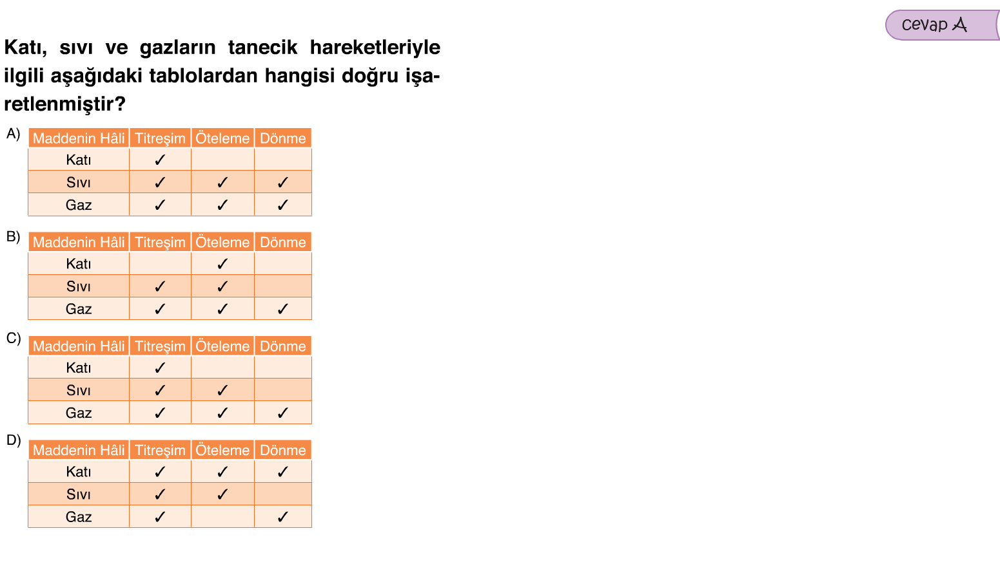 cevap A
Katı, sıvı ve gazların tanecik hareketleriyle
ilgili aşağıdaki tablolardan hangisi doğru işa-
retlenmiştir?
A)
Maddenin Hâli Titreşim Öteleme Dönme
Katı ✓
Sıvı ✓ ✓ ✓
Gaz ✓ ✓ ✓
B)
Maddenin Hâli Titreşim Öteleme Dönme
Katı ✓
Sıvı ✓ ✓
Gaz ✓ ✓ ✓
C)
Maddenin Hâli Titreşim Öteleme Dönme
Katı ✓
Sıvı ✓ ✓
Gaz ✓ ✓ ✓
D)
Maddenin Hâli Titreşim Öteleme Dönme
Katı ✓ ✓ ✓
Sıvı ✓ ✓
Gaz ✓ ✓